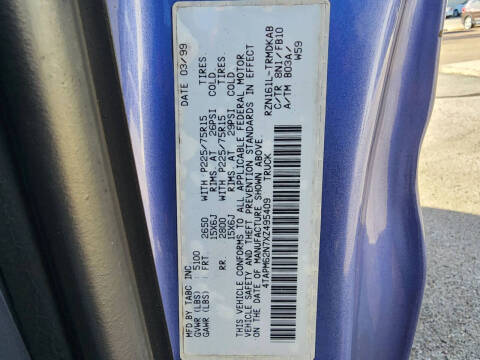 MFD BY TABC INC DATE 03/99
GVWR (LBS) 5100
GAWR (LBS) FRT 2650 WITH P225/75R15 TIRES
15X6J RIMS AT 26PSI COLD
RR 2800 WITH P225/75R15 TIRES
15X6J RIMS AT 29PSI COLD
THIS VEHICLE CONFORMS TO ALL APPLICABLE FEDERAL MOTOR
VEHICLE SAFETY AND THEFT PREVENTION STANDARDS IN EFFECT
ON THE DATE OF MANUFACTURE SHOWN ABOVE.
4TAPM62N7XZ495409 TRUCK RZN161L-TRMDKAB
C/TR 8N1/FB10
A/TM B03A/
W59